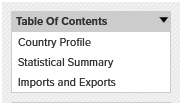 Table Of Contents
Country Profile
Statistical Summary
Imports and Exports